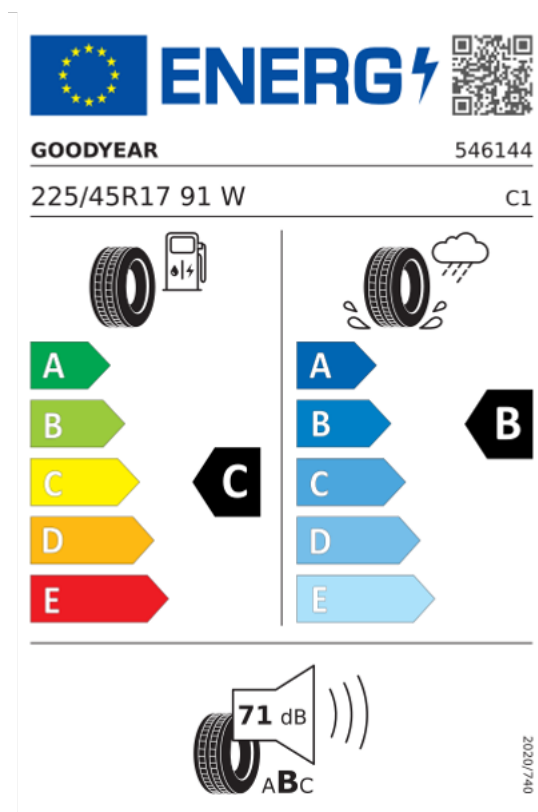 ENERG
GOODYEAR 546144
225/45R17 91 W C1
A A
B B B
C C C
D D
E E
71 dB
ABC
2020/740